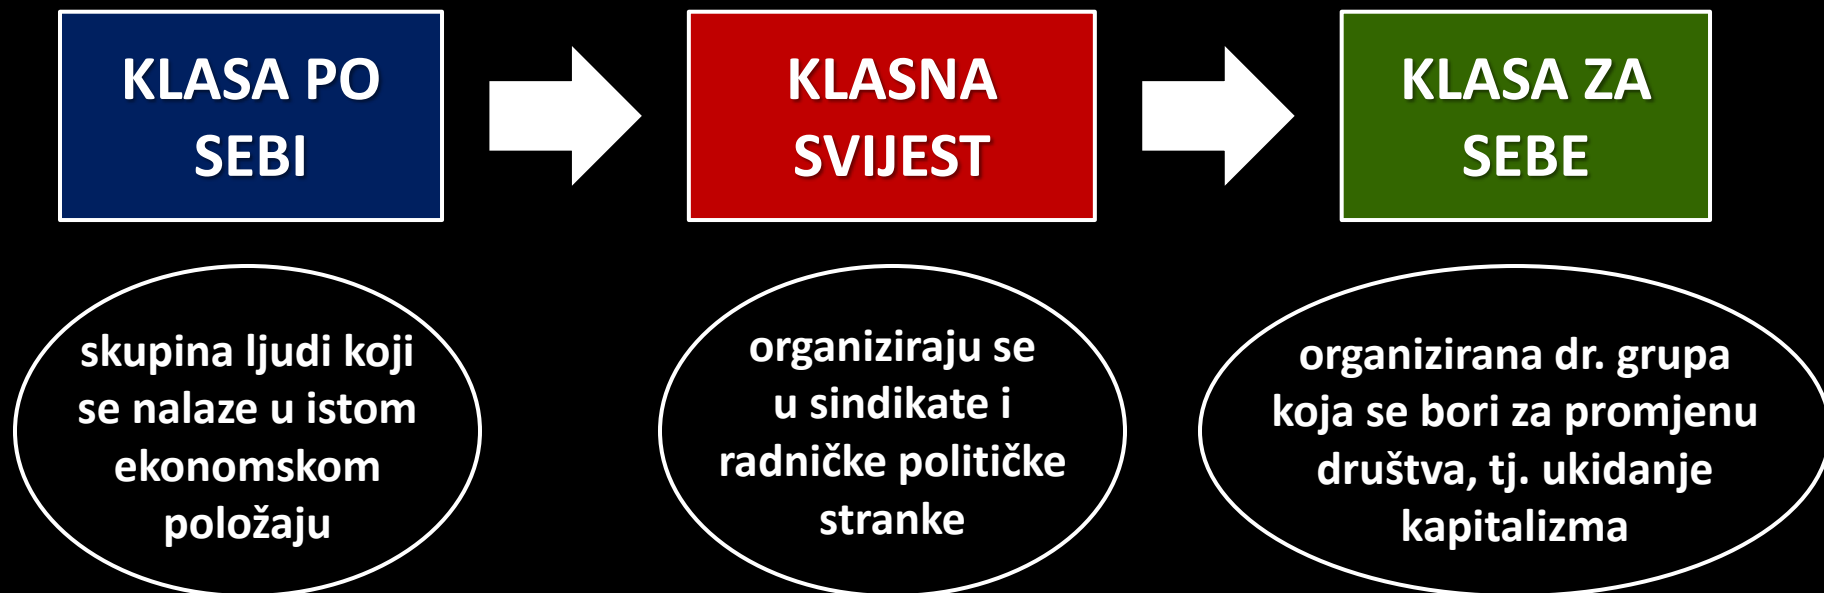 KLASA PO
SEBI
KLASNA
SVIJEST
KLASA ZA
SEBE
skupina ljudi koji
se nalaze u istom
ekonomskom
položaju
organiziraju se
u sindikate i
radničke političke
stranke
organizirana dr. grupa
koja se bori za promjenu
društva, tj. ukidanje
kapitalizma